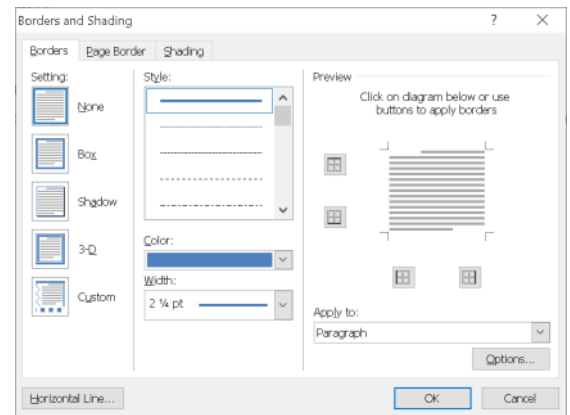 Borders and Shading
Borders
Page Border
Shading
Setting:
None
Box
Shadow
3-D
Custom
Style:
Color:
Width:
2 ¼ pt
Preview
Click on diagram below or use
buttons to apply borders
Apply to:
Paragraph
Options...
Horizontal Line...
OK
Cancel